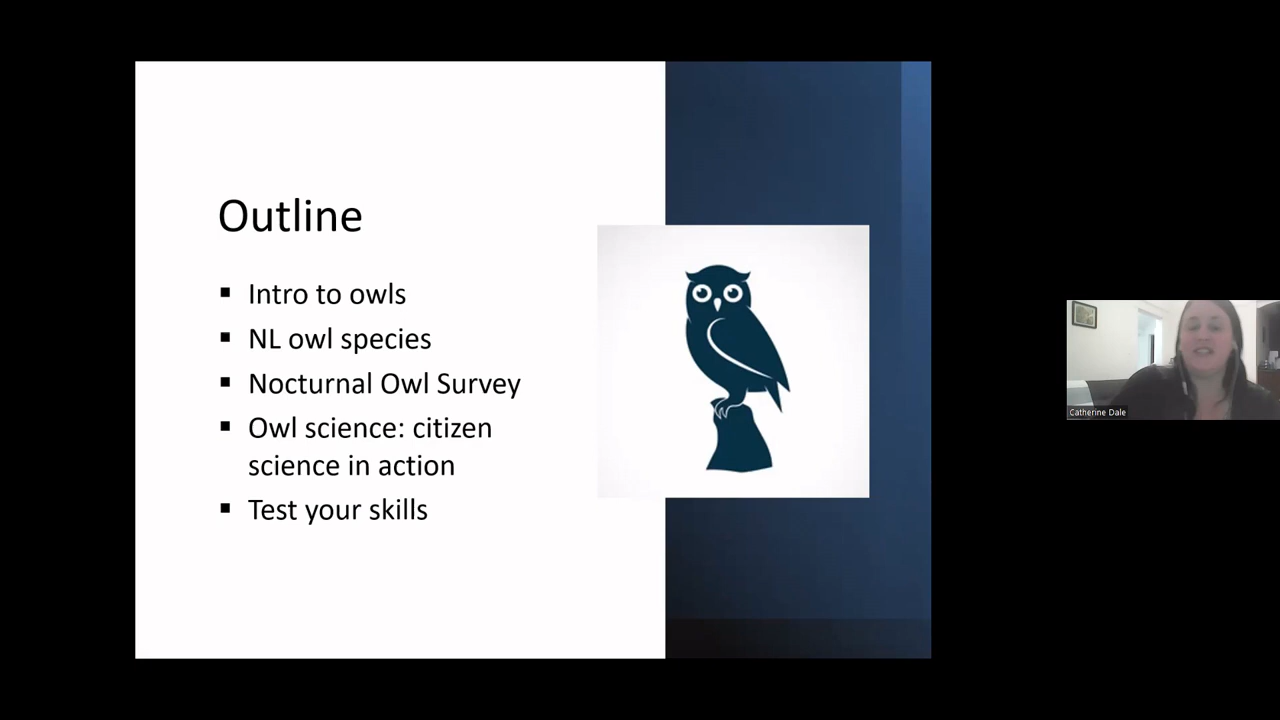 Outline
▪ Intro to owls
▪ NL owl species
▪ Nocturnal Owl Survey
▪ Owl science: citizen
science in action
▪ Test your skills
Catherine Dale